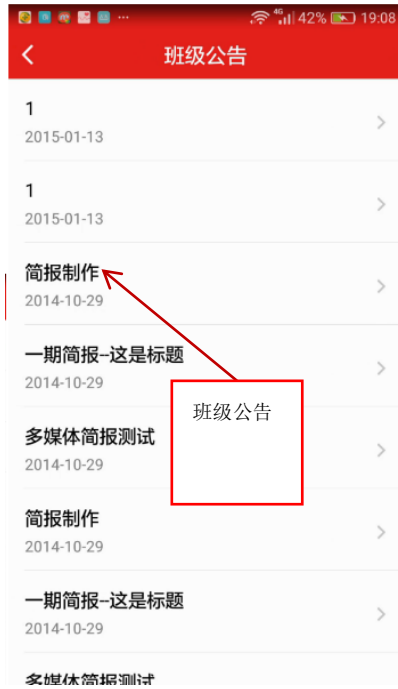 4G 42% 19:08
班级公告
1
2015-01-13
1
2015-01-13
简报制作
2014-10-29
一期简报--这是标题
2014-10-29
班级公告
多媒体简报测试
2014-10-29
简报制作
2014-10-29
一期简报--这是标题
2014-10-29
多媒体简报测试